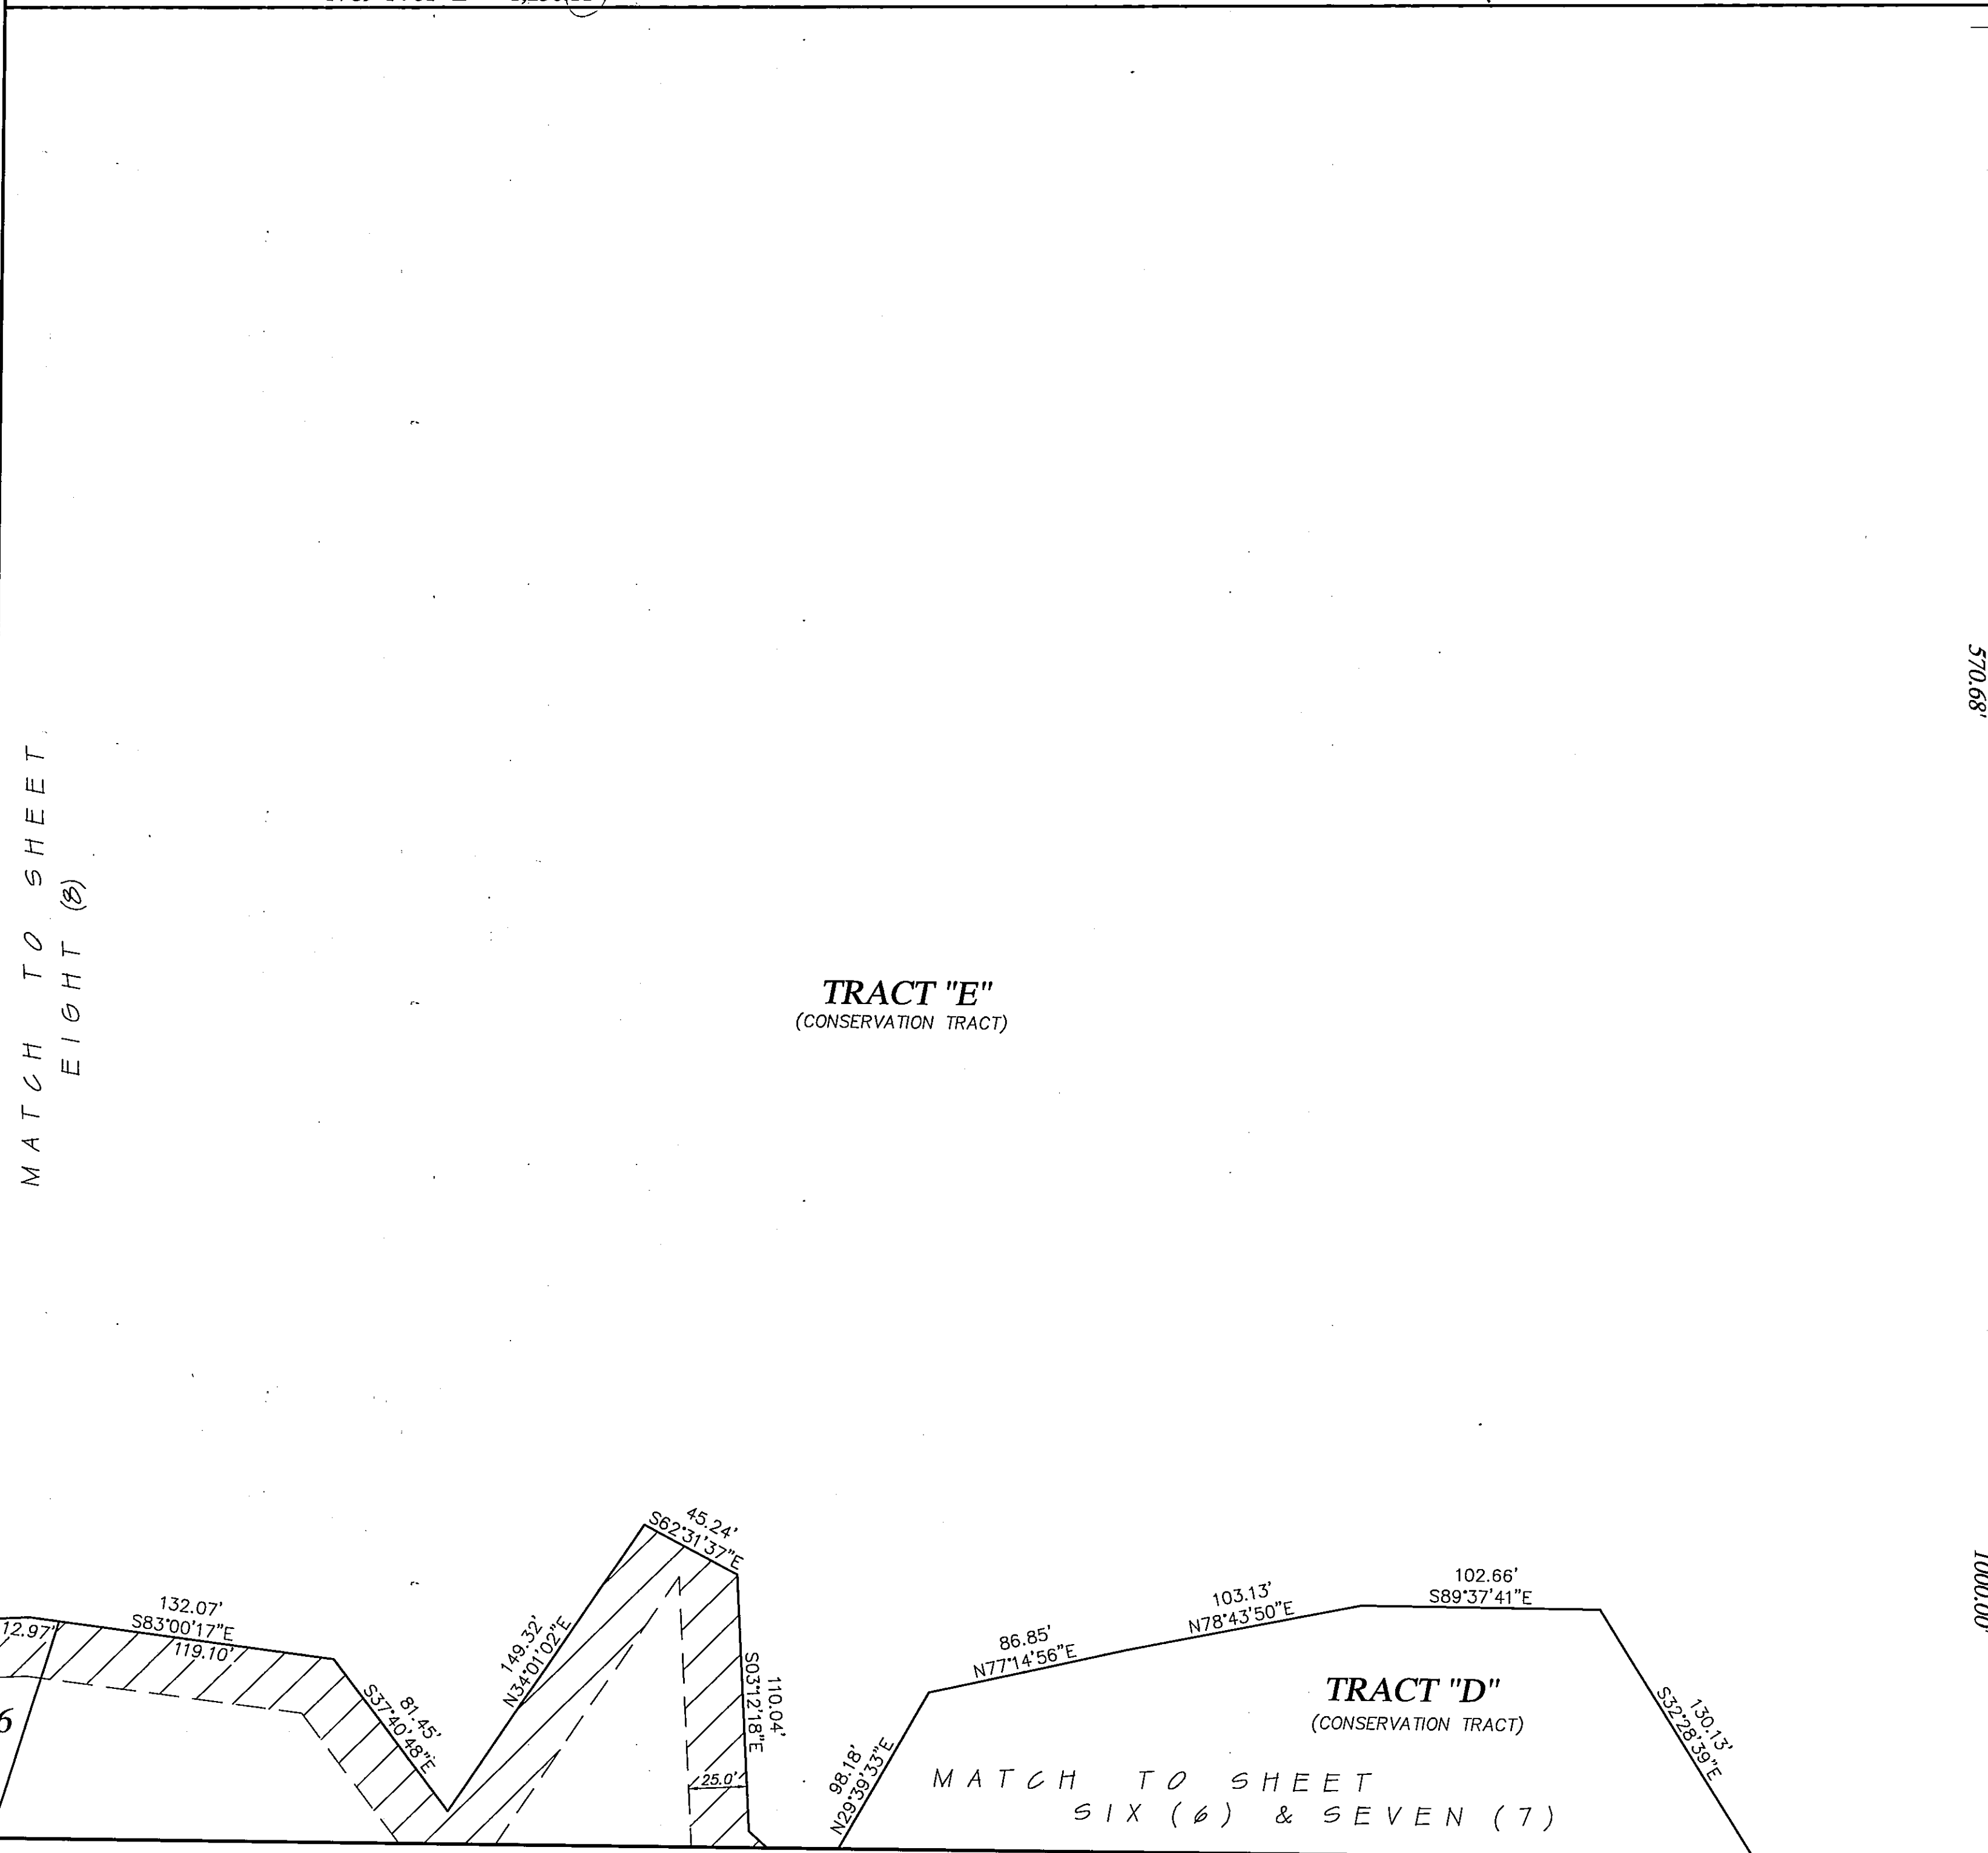 570.68'
MATCH TO SHEET
EIGHT (8)
TRACT "E"
(CONSERVATION TRACT)
45.24'
S62°31'37"E
1000.00'
132.07'
S83°00'17"E
12.97'
119.10'
149.32'
N34°01'02"E
81.45'
S37°40'48"E
110.04'
S03°12'18"E
25.0'
102.66'
S89°37'41"E
103.13'
N78°43'50"E
86.85'
N77°14'56"E
98.18'
N29°39'33"E
TRACT "D"
(CONSERVATION TRACT)
130.13'
S32°28'39"E
6
MATCH TO SHEET
SIX (6) & SEVEN (7)